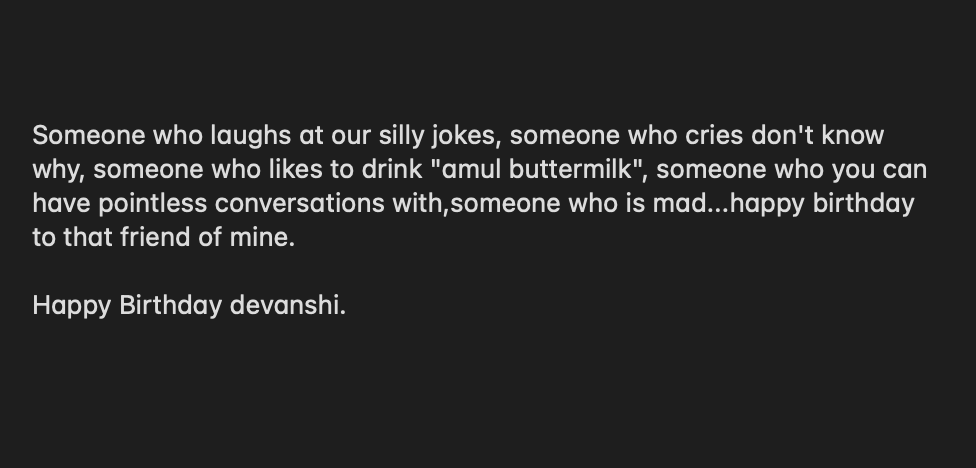 Someone who laughs at our silly jokes, someone who cries don't know
why, someone who likes to drink "amul buttermilk", someone who you can
have pointless conversations with,someone who is mad...happy birthday
to that friend of mine.
Happy Birthday devanshi.